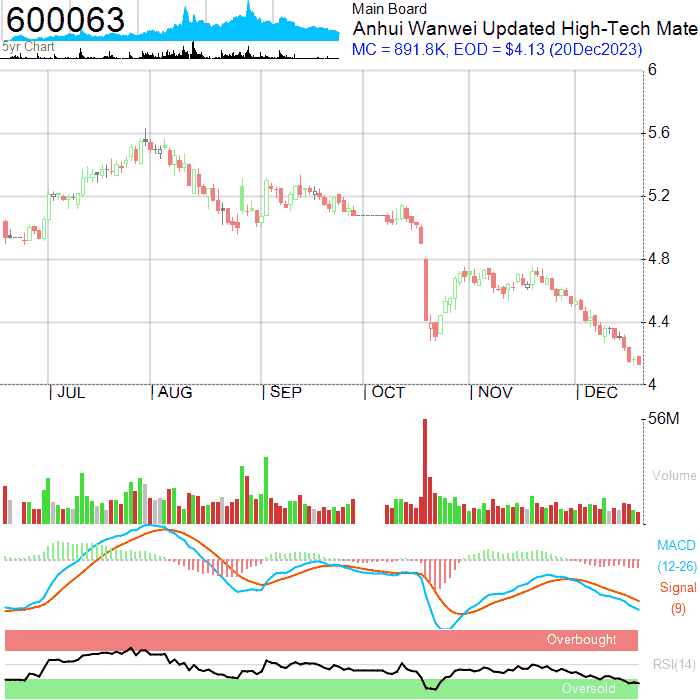 600063
5yr Chart
Main Board
Anhui Wanwei Updated High-Tech Mate
MC = 891.8K, EOD = $4.13 (20Dec2023)
6
5.6
5.2
4.8
4.4
4
JUL AUG SEP OCT NOV DEC
56M
Volume
MACD
(12-26)
Signal
(9)
Overbought
RSI(14)
Oversold